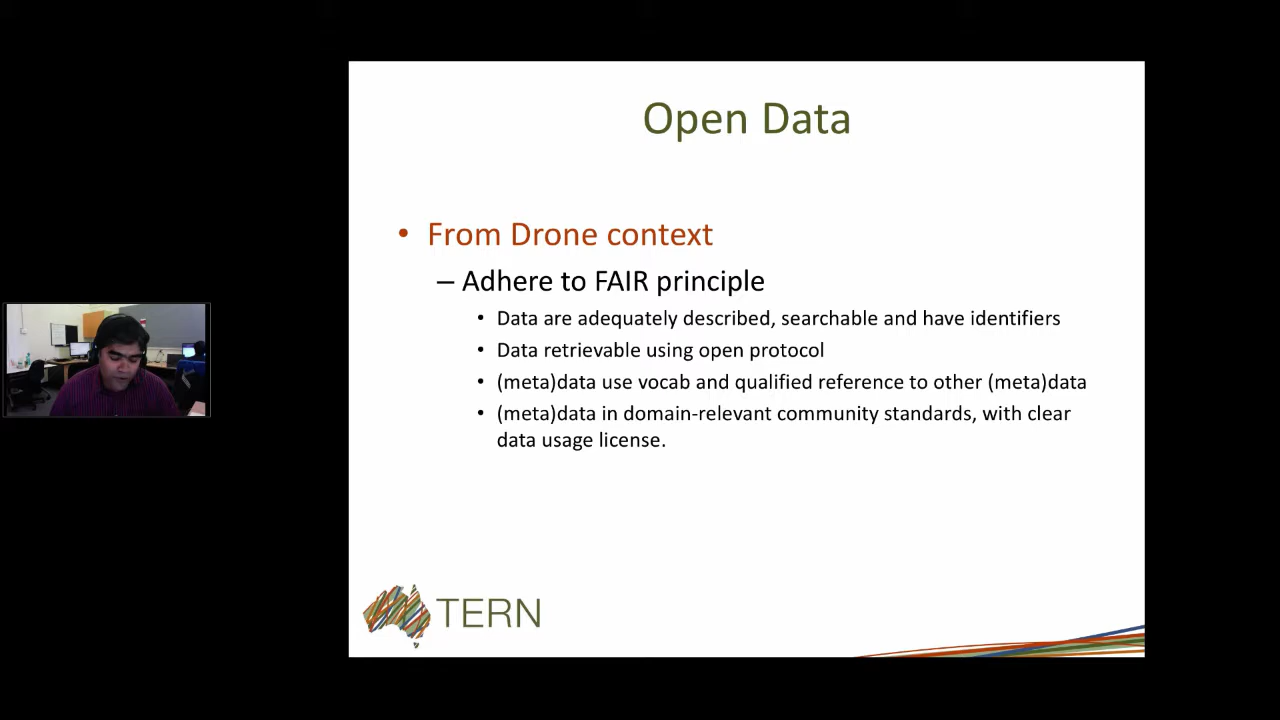 Open Data
• From Drone context
– Adhere to FAIR principle
• Data are adequately described, searchable and have identifiers
• Data retrievable using open protocol
• (meta)data use vocab and qualified reference to other (meta)data
• (meta)data in domain-relevant community standards, with clear
data usage license.
TERN